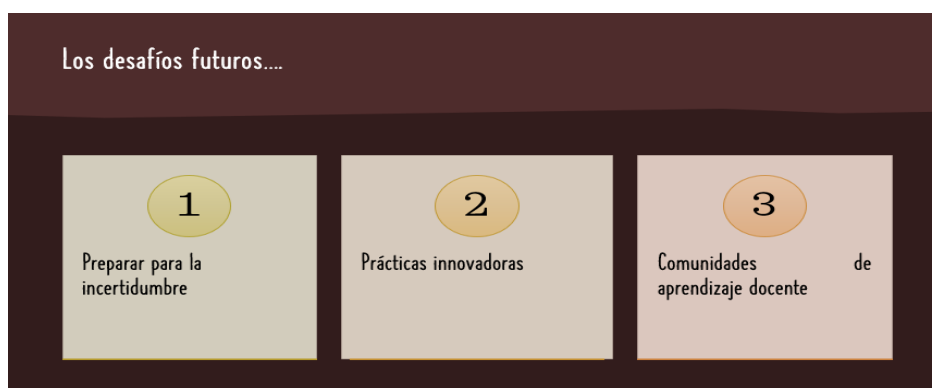 Los desafíos futuros....
1
Preparar para la
incertidumbre
2
Prácticas innovadoras
3
Comunidades de
aprendizaje docente